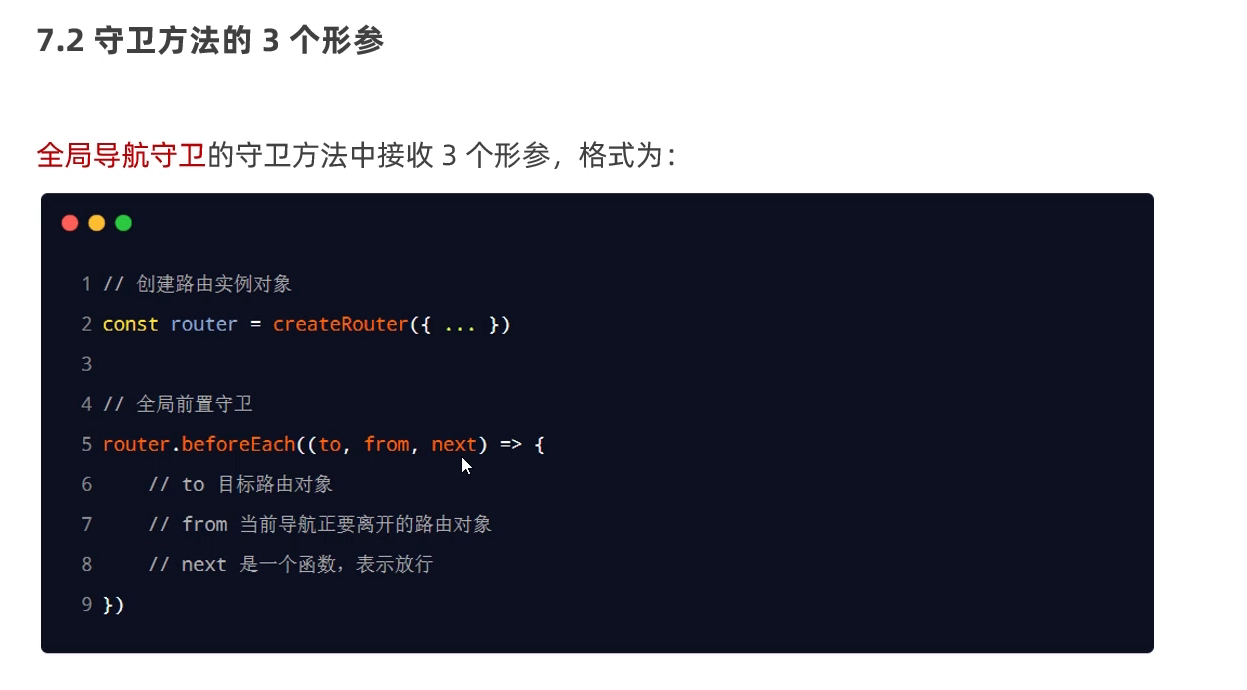 7.2 守卫方法的 3 个形参
全局导航守卫的守卫方法中接收 3 个形参，格式为：
1 // 创建路由实例对象
2 const router = createRouter({ ... })
3
4 // 全局前置守卫
5 router.beforeEach((to, from, next) => {
6     // to 目标路由对象
7     // from 当前导航正要离开的路由对象
8     // next 是一个函数，表示放行
9 })